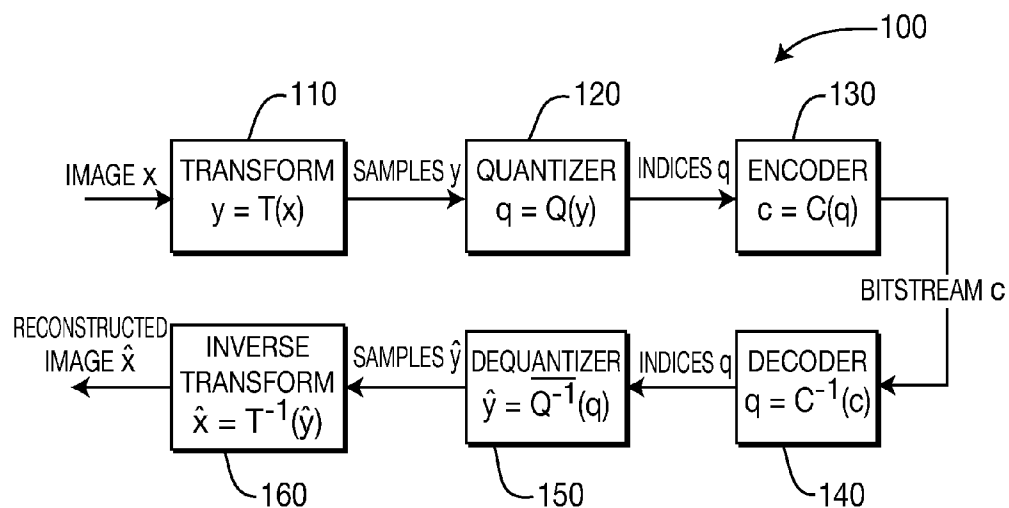 100
110
120
130
IMAGE x
TRANSFORM
y = T(x)
SAMPLES y
QUANTIZER
q = Q(y)
INDICES q
ENCODER
c = C(q)
BITSTREAM c
RECONSTRUCTED
IMAGE x̂
INVERSE
TRANSFORM
x̂ = T⁻¹(ŷ)
SAMPLES ŷ
DEQUANTIZER
ŷ = Q̅⁻̅¹̅(q)
INDICES q
DECODER
q = C⁻¹(c)
160
150
140